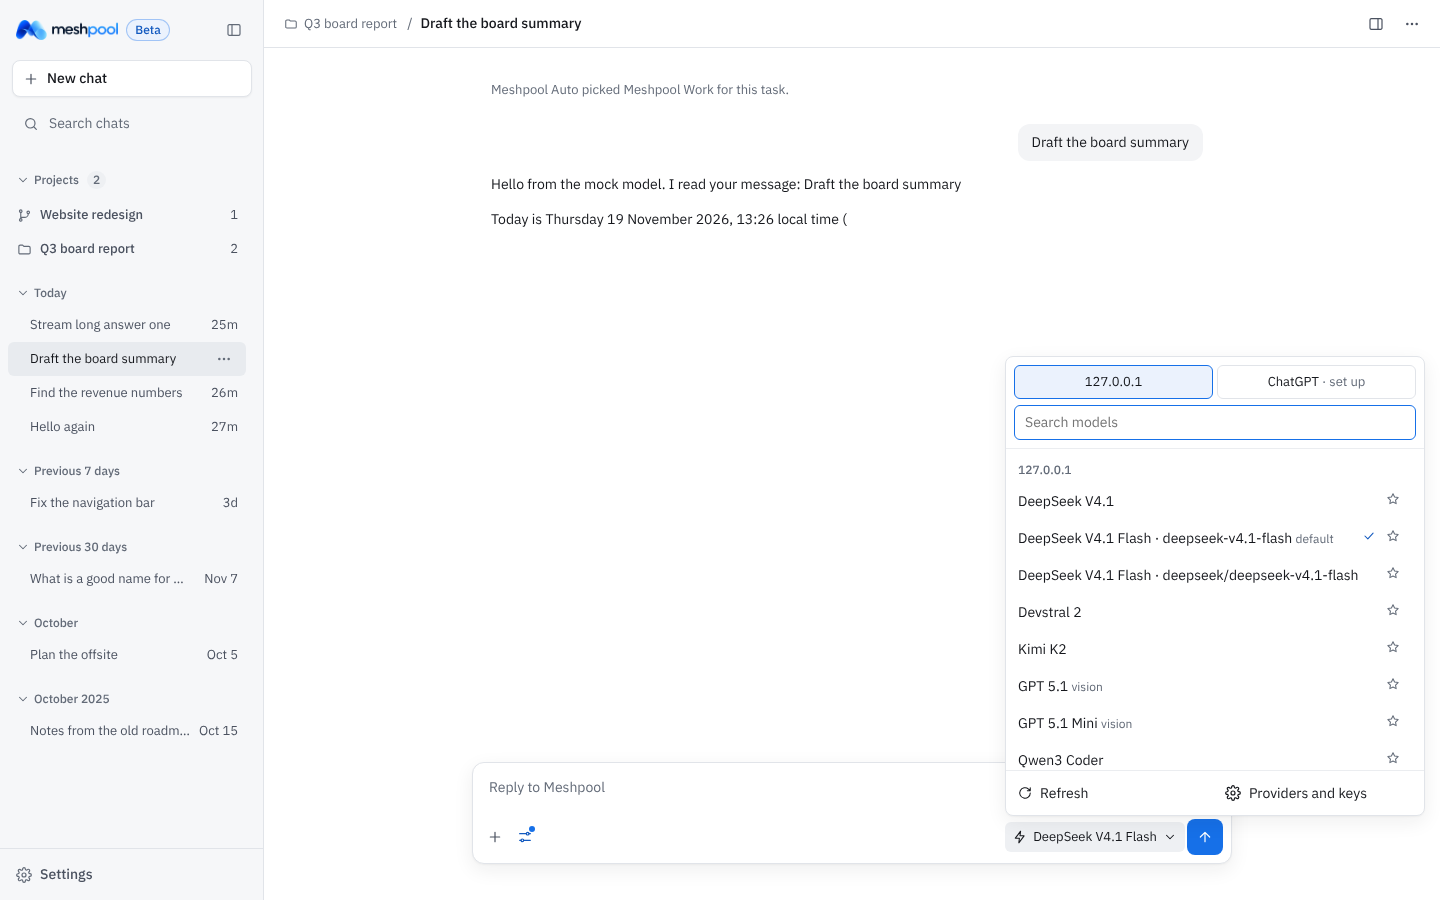 meshpool Beta
New chat
Search chats
Projects 2
Website redesign 1
Q3 board report 2
Today
Stream long answer one 25m
Draft the board summary ...
Find the revenue numbers 26m
Hello again 27m
Previous 7 days
Fix the navigation bar 3d
Previous 30 days
What is a good name for ... Nov 7
October
Plan the offsite Oct 5
October 2025
Notes from the old roadm... Oct 15
Settings
Q3 board report / Draft the board summary
Meshpool Auto picked Meshpool Work for this task.
Draft the board summary
Hello from the mock model. I read your message: Draft the board summary
Today is Thursday 19 November 2026, 13:26 local time (
127.0.0.1
ChatGPT · set up
Search models
127.0.0.1
DeepSeek V4.1
DeepSeek V4.1 Flash · deepseek-v4.1-flash default
DeepSeek V4.1 Flash · deepseek/deepseek-v4.1-flash
Devstral 2
Kimi K2
GPT 5.1 vision
GPT 5.1 Mini vision
Qwen3 Coder
Refresh
Providers and keys
Reply to Meshpool
DeepSeek V4.1 Flash